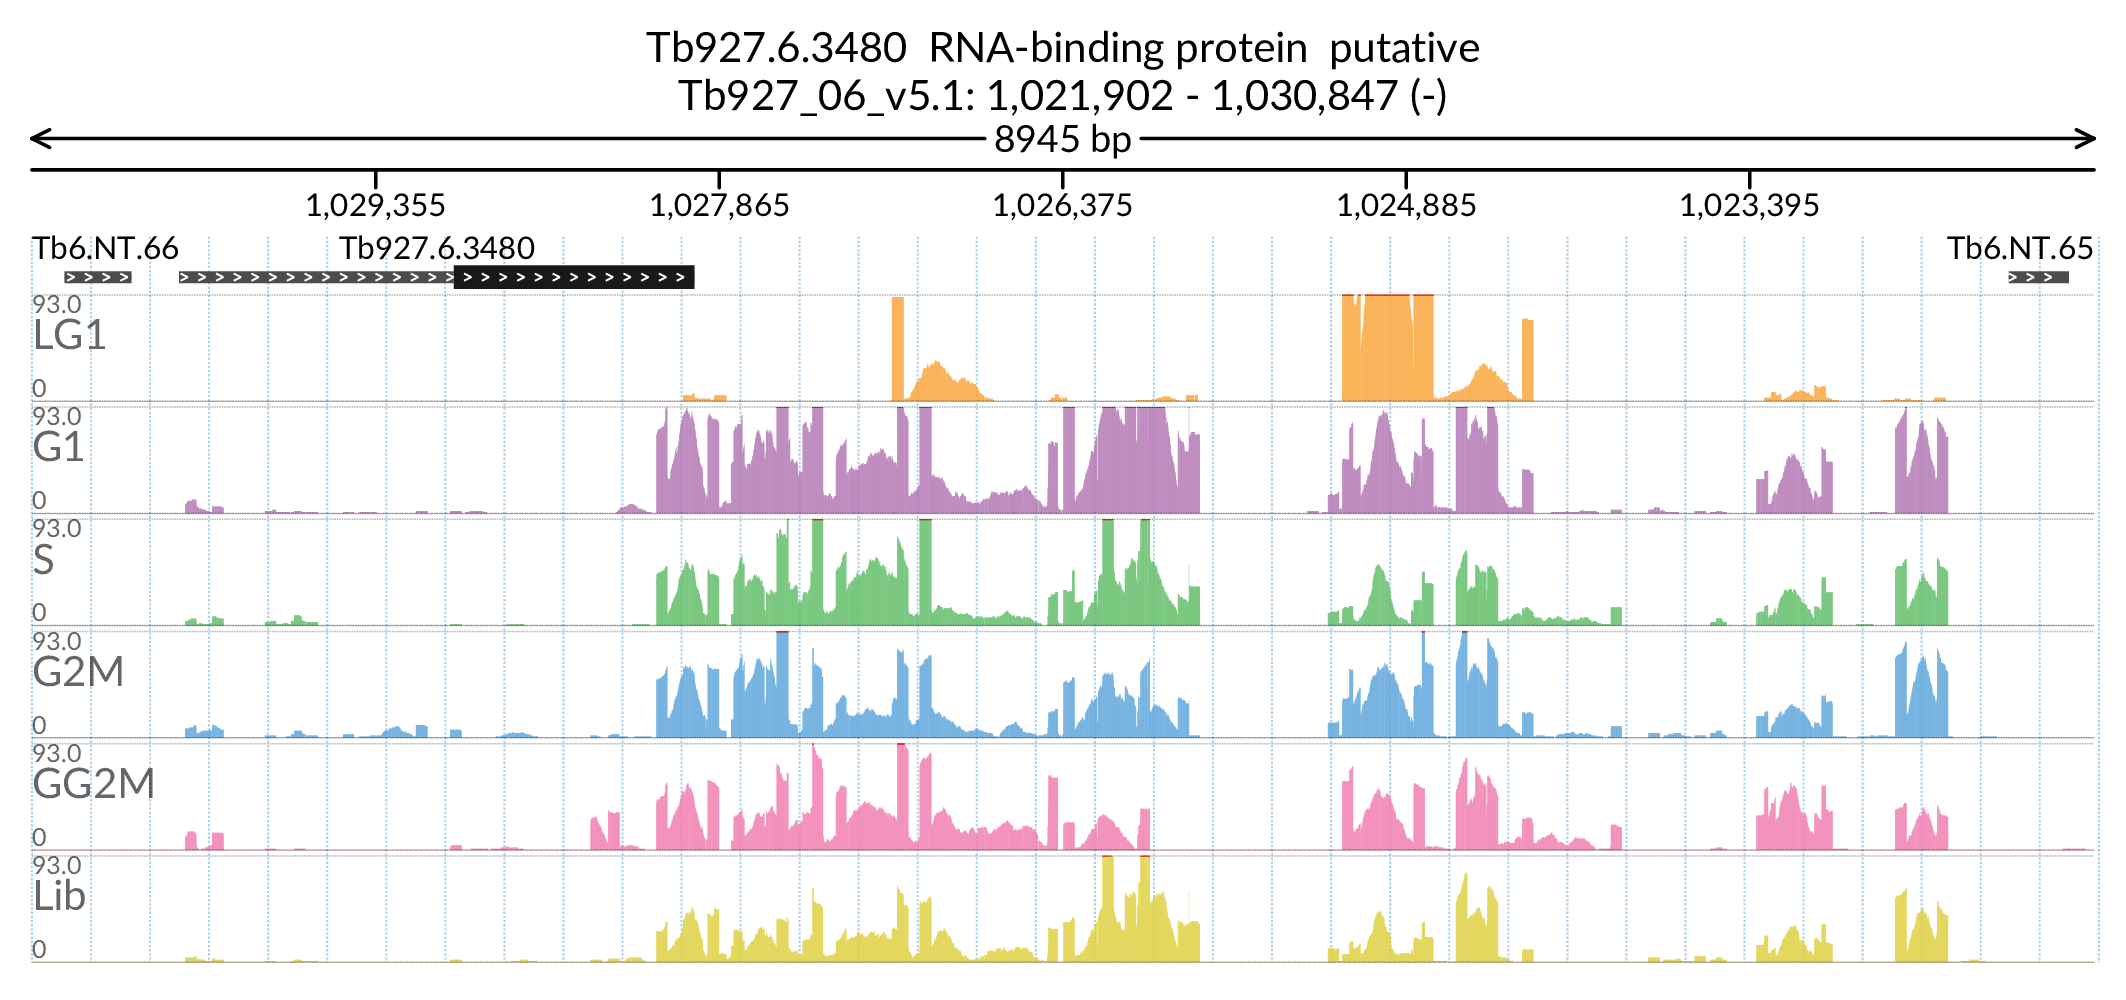 Tb927.6.3480  RNA-binding protein  putative
Tb927_06_v5.1: 1,021,902 - 1,030,847 (-)
8945 bp
1,029,355 1,027,865 1,026,375 1,024,885 1,023,395
Tb6.NT.66 Tb927.6.3480 Tb6.NT.65
93.0
LG1
0
93.0
G1
0
93.0
S
0
93.0
G2M
0
93.0
GG2M
0
93.0
Lib
0